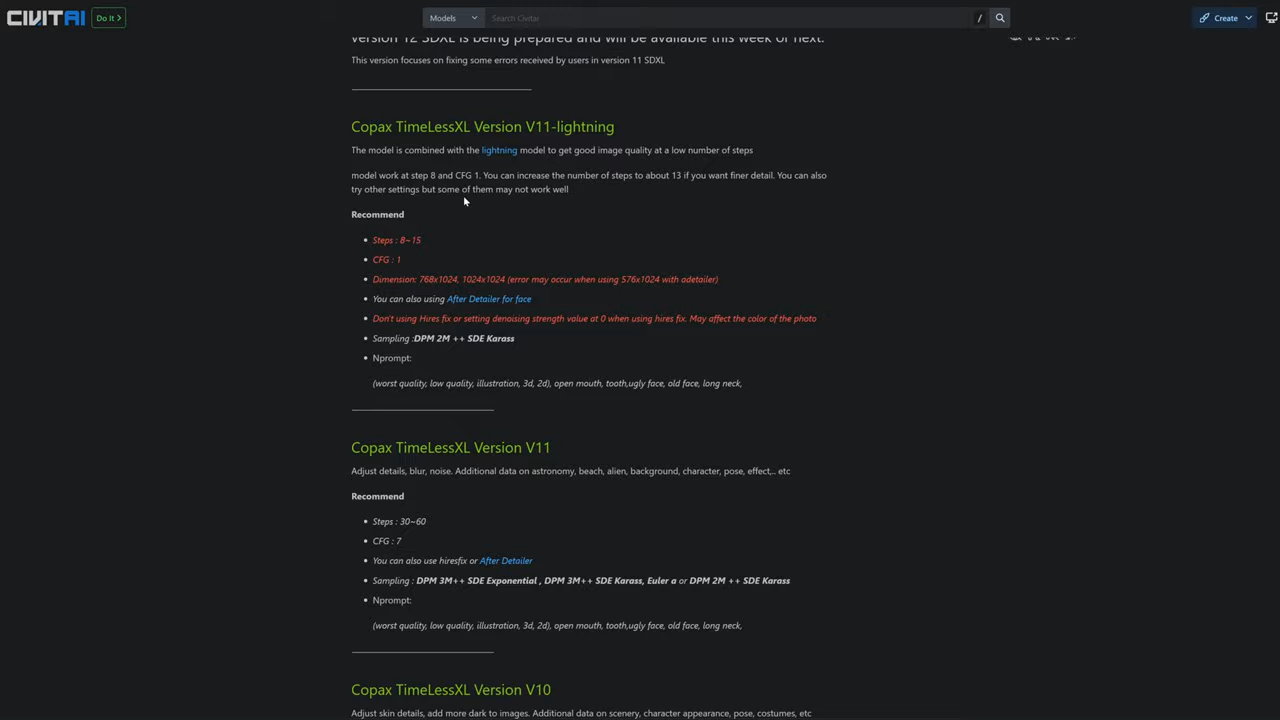 CIVITAI
Do It
Models
Search Civitai
/
Create
version 12 SDXL is being prepared and will be available this week or next.
This version focuses on fixing some errors received by users in version 11 SDXL
Copax TimeLessXL Version V11-lightning
The model is combined with the lightning model to get good image quality at a low number of steps
model work at step 8 and CFG 1. You can increase the number of steps to about 13 if you want finer detail. You can also
try other settings but some of them may not work well
Recommend
Steps : 8~15
CFG : 1
Dimension: 768x1024, 1024x1024 (error may occur when using 576x1024 with adetailer)
You can also using After Detailer for face
Don't using Hires fix or setting denoising strength value at 0 when using hires fix. May affect the color of the photo
Sampling :DPM 2M ++ SDE Karass
Nprompt:
(worst quality, low quality, illustration, 3d, 2d), open mouth, tooth,ugly face, old face, long neck,
Copax TimeLessXL Version V11
Adjust details, blur, noise. Additional data on astronomy, beach, alien, background, character, pose, effect,.. etc
Recommend
Steps : 30~60
CFG : 7
You can also use hiresfix or After Detailer
Sampling : DPM 3M++ SDE Exponential , DPM 3M++ SDE Karass, Euler a or DPM 2M ++ SDE Karass
Nprompt:
(worst quality, low quality, illustration, 3d, 2d), open mouth, tooth,ugly face, old face, long neck,
Copax TimeLessXL Version V10
Adjust skin details, add more dark to images. Additional data on scenery, character appearance, pose, costumes, etc